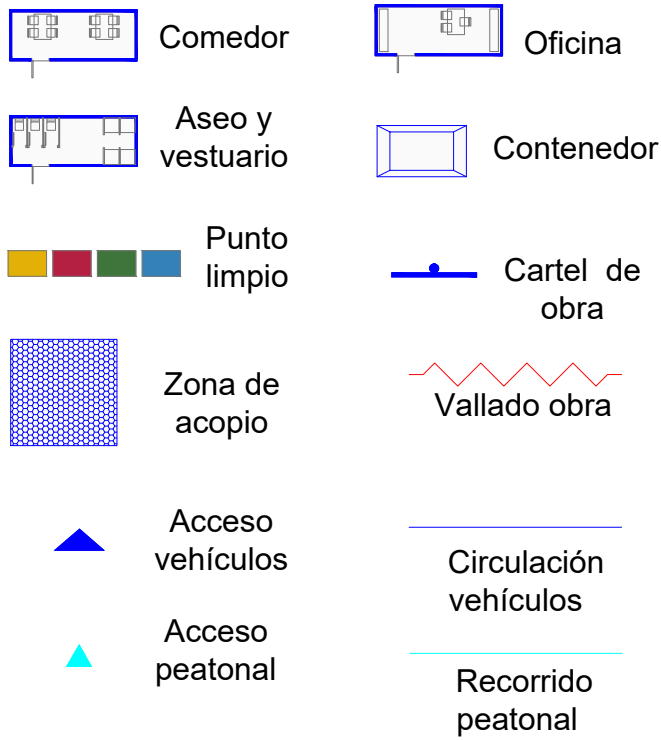 Comedor
Oficina
Aseo y
vestuario
Contenedor
Punto
limpio
Cartel de
obra
Zona de
acopio
Vallado obra
Acceso
vehículos
Circulación
vehículos
Acceso
peatonal
Recorrido
peatonal